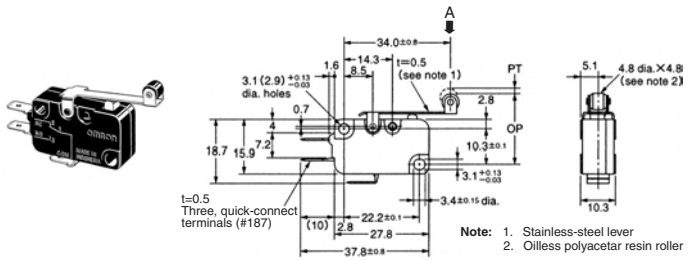 A
34.0±0.8
14.3
1.6
8.5
t=0.5
(see note 1)
PT
3.1 (2.9) +0.13 −0.03
dia. holes
2.8
0.7
4
OP
7.2
15.9
18.7
10.3±0.1
3.1 +0.13 −0.03
3.4±0.15 dia.
t=0.5
Three, quick-connect
terminals (#187)
(10)
2.8
22.2±0.1
27.8
37.8±0.8
5.1
4.8 dia.×4.8
(see note 2)
10.3
Note: 1. Stainless-steel lever
2. Oilless polyacetar resin roller
omron
MADE IN
INDONESIA